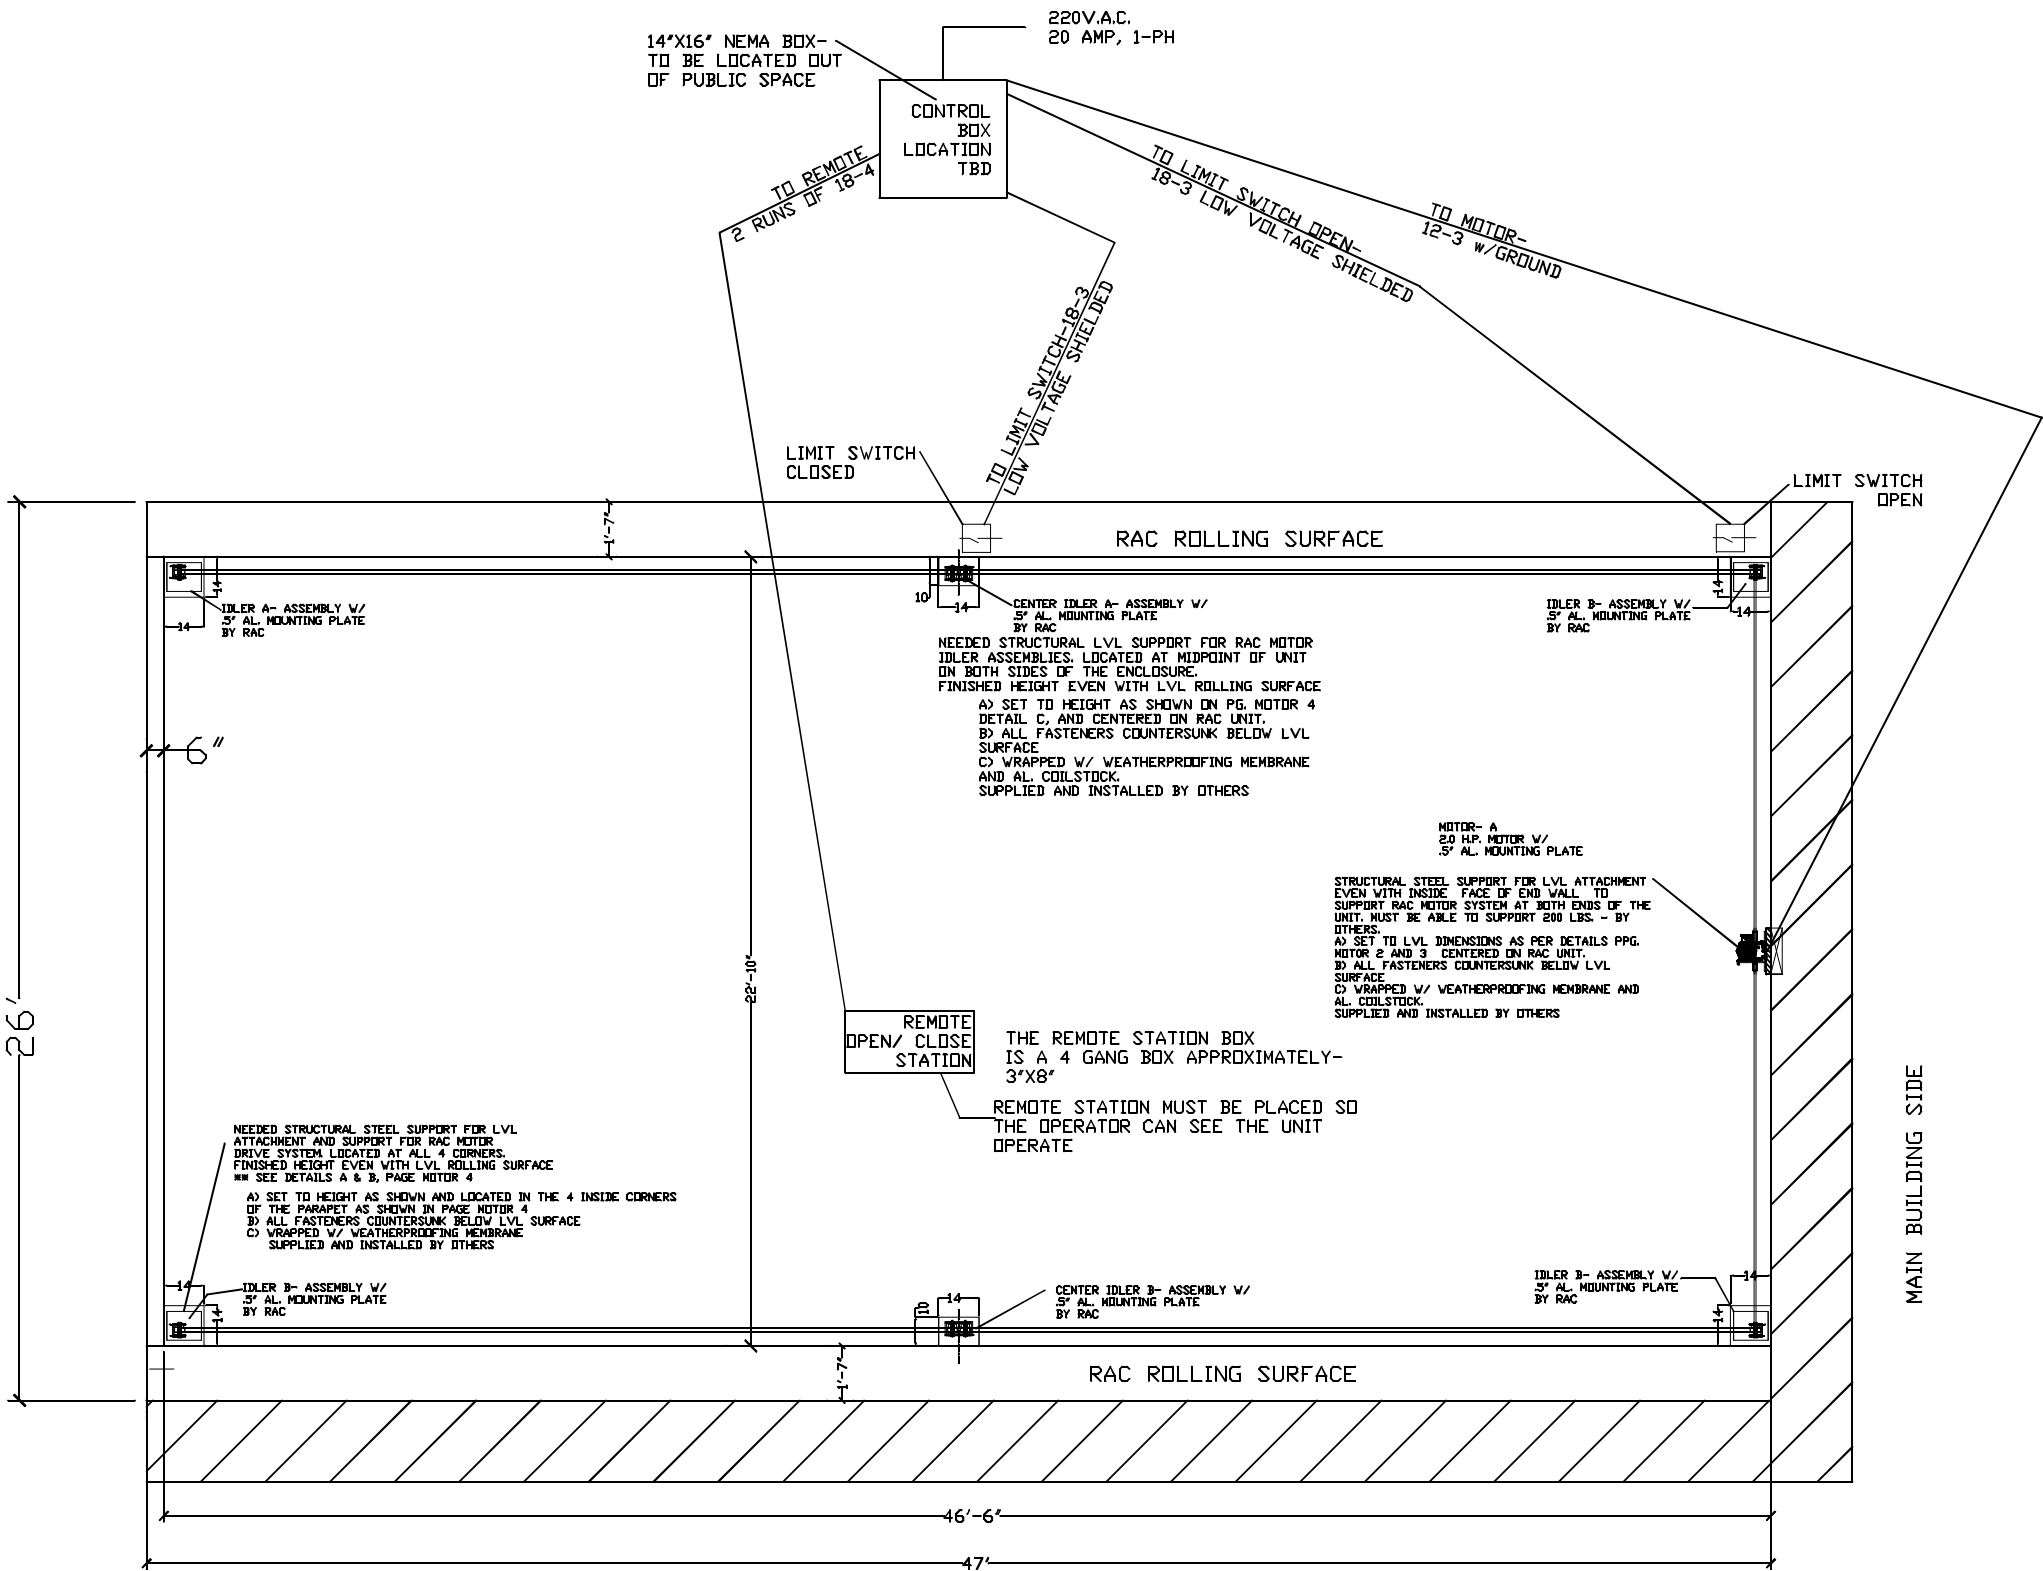 220V.A.C.
20 AMP, 1-PH
14"X16" NEMA BOX-
TO BE LOCATED OUT
OF PUBLIC SPACE
CONTROL
BOX
LOCATION
TBD
TO REMOTE
2 RUNS OF 18-4
TO LIMIT SWITCH OPEN-
18-3 LOW VOLTAGE SHIELDED
TO MOTOR-
12-3 w/GROUND
TO LIMIT SWITCH-18-3
LOW VOLTAGE SHIELDED
LIMIT SWITCH
CLOSED
LIMIT SWITCH
OPEN
1'-7"
RAC ROLLING SURFACE
14
14
IDLER A- ASSEMBLY W/
.5" AL. MOUNTING PLATE
BY RAC
10
14
CENTER IDLER A- ASSEMBLY W/
.5" AL. MOUNTING PLATE
BY RAC
14
14
IDLER B- ASSEMBLY W/
.5" AL. MOUNTING PLATE
BY RAC
NEEDED STRUCTURAL LVL SUPPORT FOR RAC MOTOR
IDLER ASSEMBLIES. LOCATED AT MIDPOINT OF UNIT
ON BOTH SIDES OF THE ENCLOSURE.
FINISHED HEIGHT EVEN WITH LVL ROLLING SURFACE
A) SET TO HEIGHT AS SHOWN ON PG. MOTOR 4
DETAIL C, AND CENTERED ON RAC UNIT.
B) ALL FASTENERS COUNTERSUNK BELOW LVL
SURFACE
C) WRAPPED W/ WEATHERPROOFING MEMBRANE
AND AL. COILSTOCK.
SUPPLIED AND INSTALLED BY OTHERS
6"
MOTOR- A
2.0 H.P. MOTOR W/
.5" AL. MOUNTING PLATE
STRUCTURAL STEEL SUPPORT FOR LVL ATTACHMENT
EVEN WITH INSIDE FACE OF END WALL TO
SUPPORT RAC MOTOR SYSTEM AT BOTH ENDS OF THE
UNIT. MUST BE ABLE TO SUPPORT 200 LBS. - BY
OTHERS.
A) SET TO LVL DIMENSIONS AS PER DETAILS PPG.
MOTOR 2 AND 3 CENTERED ON RAC UNIT.
B) ALL FASTENERS COUNTERSUNK BELOW LVL
SURFACE
C) WRAPPED W/ WEATHERPROOFING MEMBRANE AND
AL. COILSTOCK.
SUPPLIED AND INSTALLED BY OTHERS
22'-10"
26'
REMOTE
OPEN/ CLOSE
STATION
THE REMOTE STATION BOX
IS A 4 GANG BOX APPROXIMATELY-
3"X8"
REMOTE STATION MUST BE PLACED SO
THE OPERATOR CAN SEE THE UNIT
OPERATE
MAIN BUILDING SIDE
NEEDED STRUCTURAL STEEL SUPPORT FOR LVL
ATTACHMENT AND SUPPORT FOR RAC MOTOR
DRIVE SYSTEM. LOCATED AT ALL 4 CORNERS.
FINISHED HEIGHT EVEN WITH LVL ROLLING SURFACE
** SEE DETAILS A & B, PAGE MOTOR 4
A) SET TO HEIGHT AS SHOWN AND LOCATED IN THE 4 INSIDE CORNERS
OF THE PARAPET AS SHOWN IN PAGE MOTOR 4
B) ALL FASTENERS COUNTERSUNK BELOW LVL SURFACE
C) WRAPPED W/ WEATHERPROOFING MEMBRANE
SUPPLIED AND INSTALLED BY OTHERS
14
14
IDLER B- ASSEMBLY W/
.5" AL. MOUNTING PLATE
BY RAC
10
14
CENTER IDLER B- ASSEMBLY W/
.5" AL. MOUNTING PLATE
BY RAC
IDLER B- ASSEMBLY W/
.5" AL. MOUNTING PLATE
BY RAC
14
14
1'-7"
RAC ROLLING SURFACE
46'-6"
47'